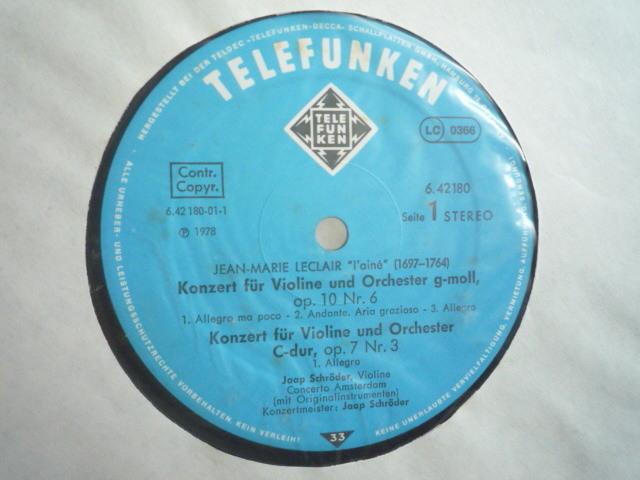 HERGESTELLT BEI DER TELDEC »TELEFUNKEN-DECCA« SCHALLPLATTEN GMBH, HAMBURG
TELEFUNKEN
TELE
FUN
KEN
LC 0366
Contr.
Copyr.
6.42180-01-1
℗ 1978
6.42180
Seite 1 STEREO
JEAN-MARIE LECLAIR "l'ainé" (1697–1764)
Konzert für Violine und Orchester g-moll,
op. 10 Nr. 6
1. Allegro ma poco - 2. Andante. Aria grazioso - 3. Allegro
Konzert für Violine und Orchester
C-dur, op. 7 Nr. 3
1. Allegro
Jaap Schröder, Violine
Concerto Amsterdam
(mit Originalinstrumenten)
Konzertmeister: Jaap Schröder
33
ALLE URHEBER- UND LEISTUNGSSCHUTZRECHTE VORBEHALTEN. KEIN VERLEIH!
KEINE UNERLAUBTE VERVIELFÄLTIGUNG, VERMIETUNG,